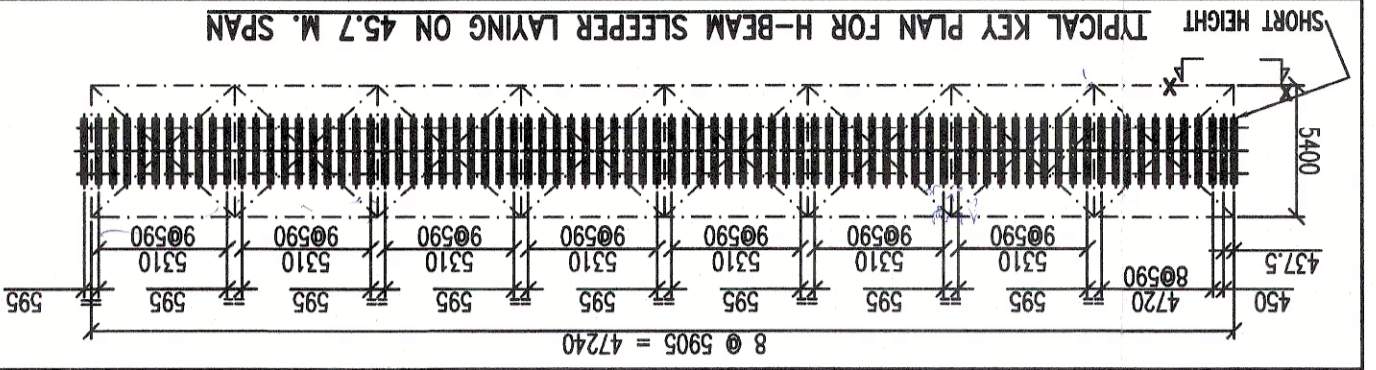 SHORT HEIGHT
TYPICAL KEY PLAN FOR H-BEAM SLEEPER LAYING ON 45.7 M. SPAN
X X
5400
9@590 9@590 9@590 9@590 9@590 9@590 9@590
437.5 5310 5310 5310 5310 5310 5310 5310
8@590
450 4720 595 595 595 595 595 595 595 595
8 @ 5905 = 47240